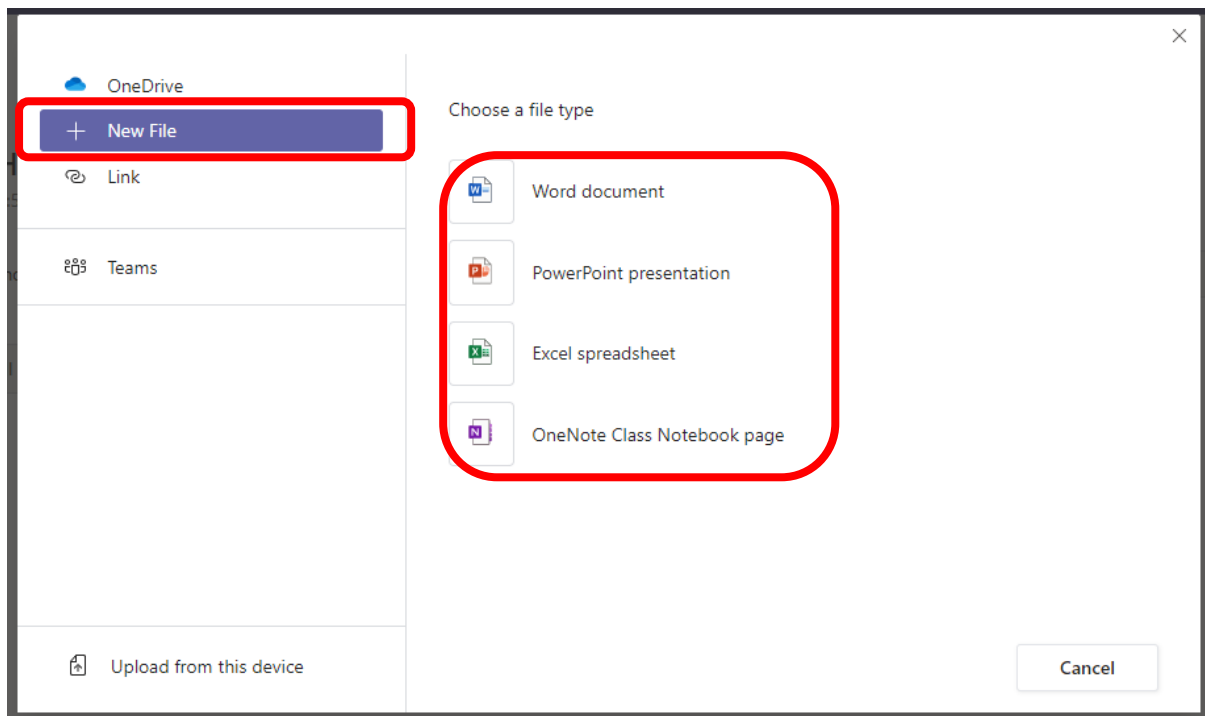 OneDrive
New File
Link
Teams
Upload from this device
Choose a file type
Word document
PowerPoint presentation
Excel spreadsheet
OneNote Class Notebook page
Cancel